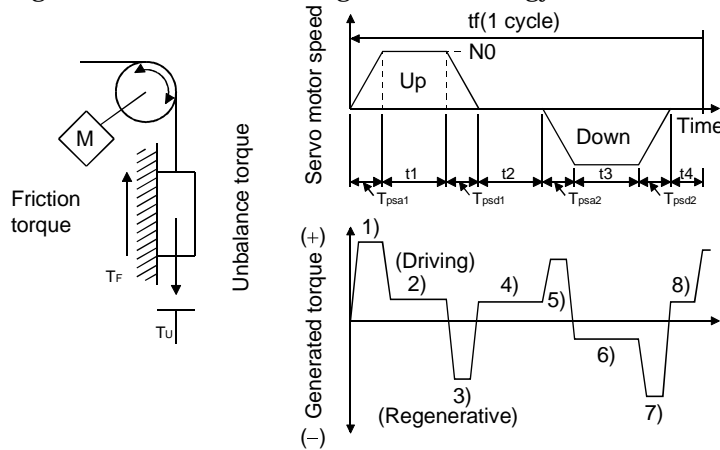 tf(1 cycle)
N0
Up
Down
Time
Servo motor speed
t1
t2
t3
t4
Tpsa1
Tpsd1
Tpsa2
Tpsd2
M
Friction
torque
Unbalance torque
TF
TU
(+)
1)
(Driving)
2)
4)
5)
8)
6)
3)
7)
(Regenerative)
(−)
Generated torque